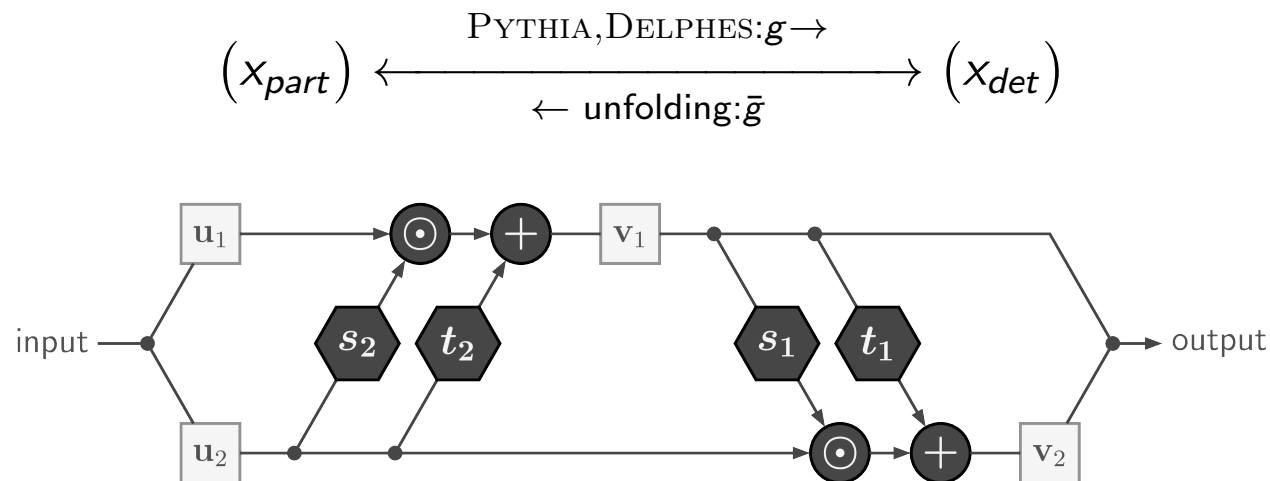 PYTHIA,DELPHES:g→
(x_part) ⟷ (x_det)
← unfolding:ḡ
u₁ ⊙ + v₁
input s₂ t₂ s₁ t₁ output
u₂ ⊙ + v₂